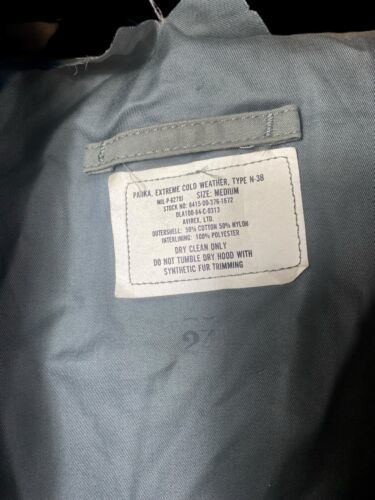 PARKA, EXTREME COLD WEATHER, TYPE N-3B
MIL-P-6279I SIZE: MEDIUM
STOCK NO: 8415-00-376-1672
DLA100-84-C-0313
AVIREX, LTD.
OUTERSHELL: 50% COTTON 50% NYLON
INTERLINING: 100% POLYESTER
DRY CLEAN ONLY
DO NOT TUMBLE DRY HOOD WITH
SYNTHETIC FUR TRIMMING